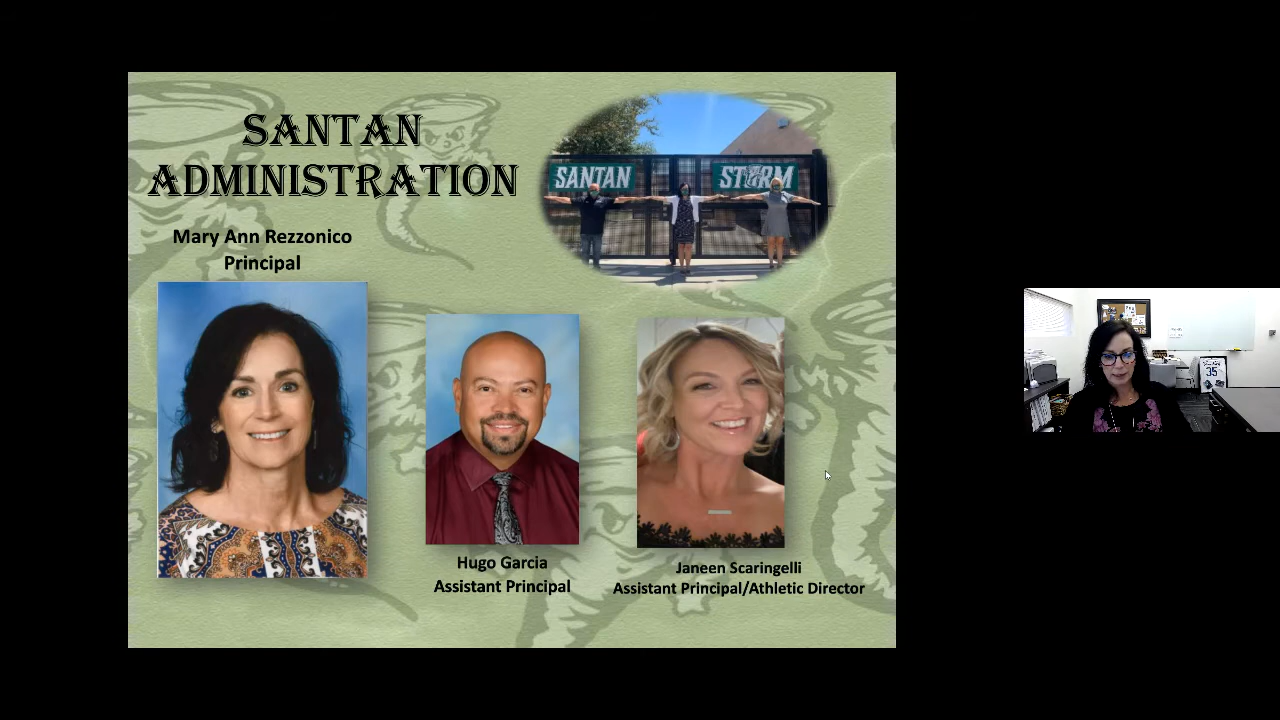 SANTAN
ADMINISTRATION
SANTAN
STORM
Mary Ann Rezzonico
Principal
Hugo Garcia
Assistant Principal
Janeen Scaringelli
Assistant Principal/Athletic Director
35